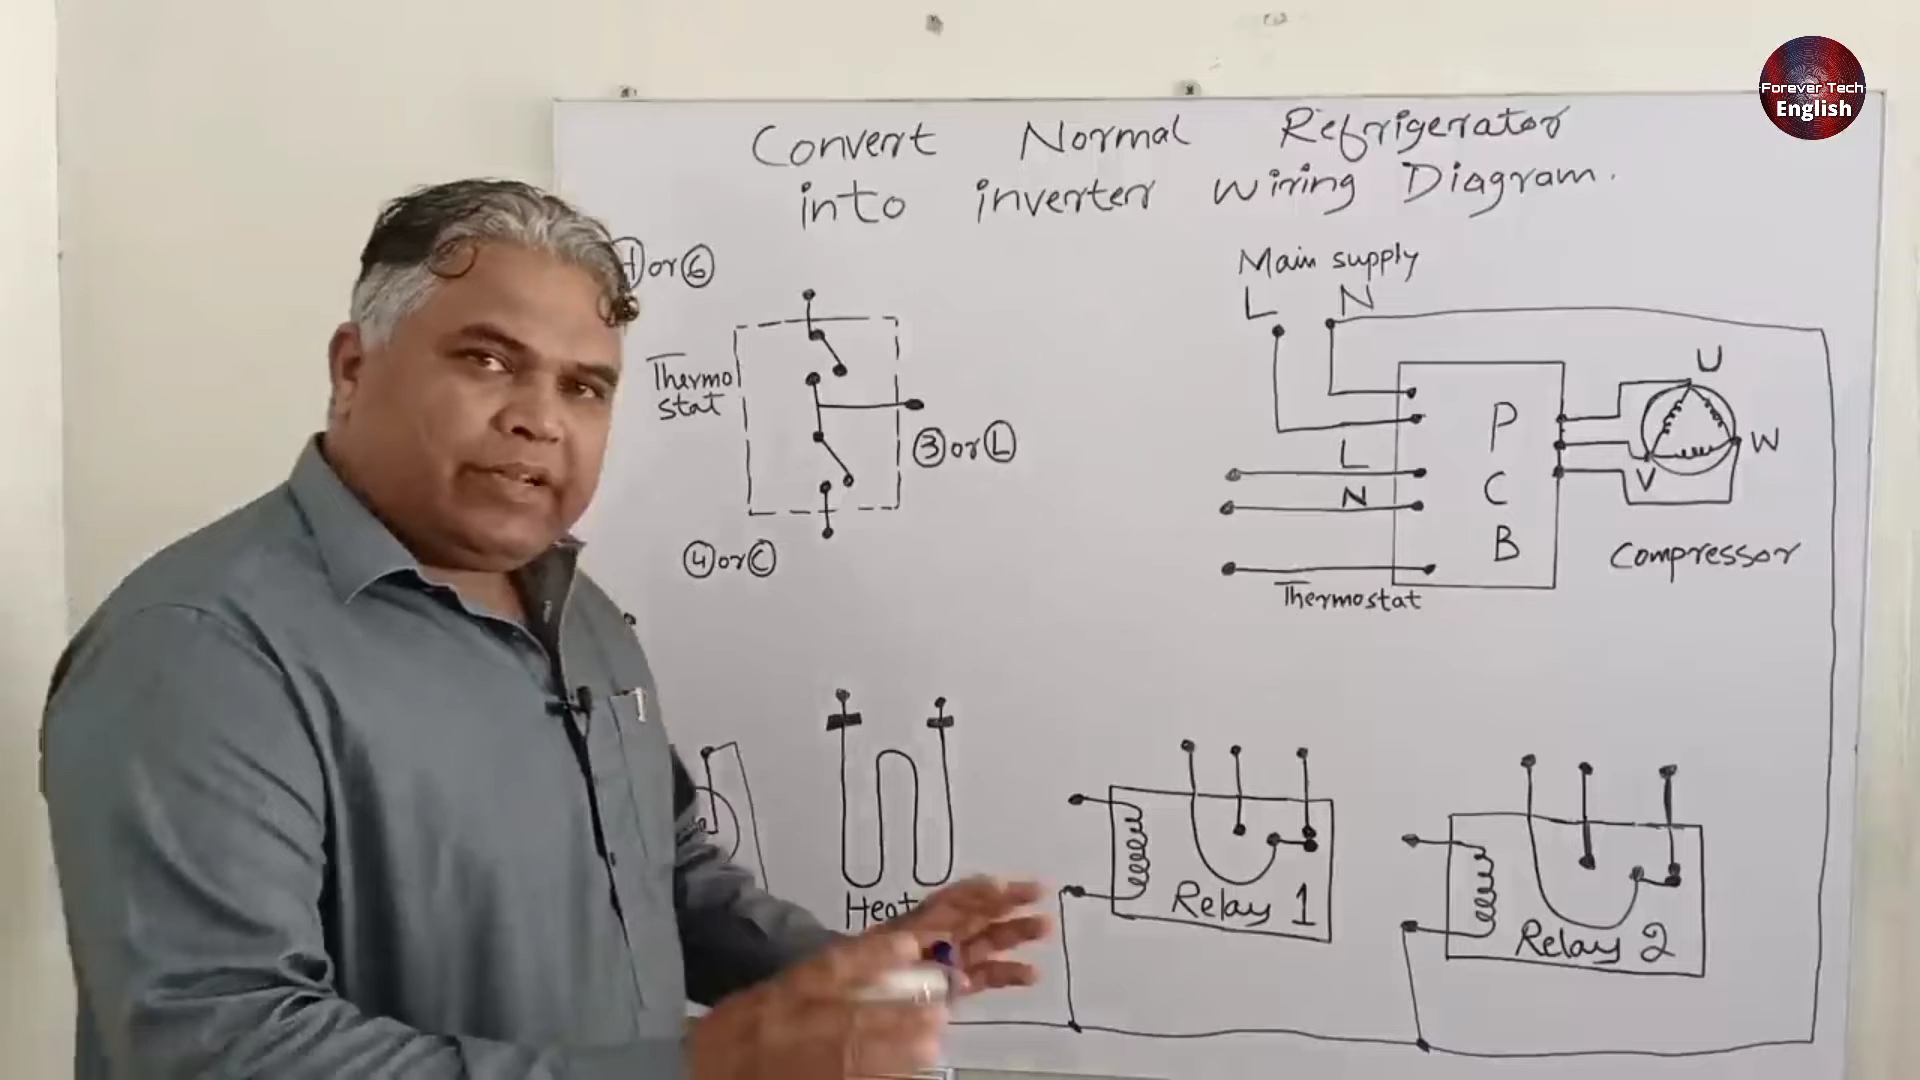 Forever Tech
English
Convert Normal Refrigerator
into inverter Wiring Diagram.
or 6
Main supply
L N
Thermo
stat
3 or L
4 or C
U
V
W
L
N
P
C
B
Thermostat
Compressor
Relay 1
Relay 2